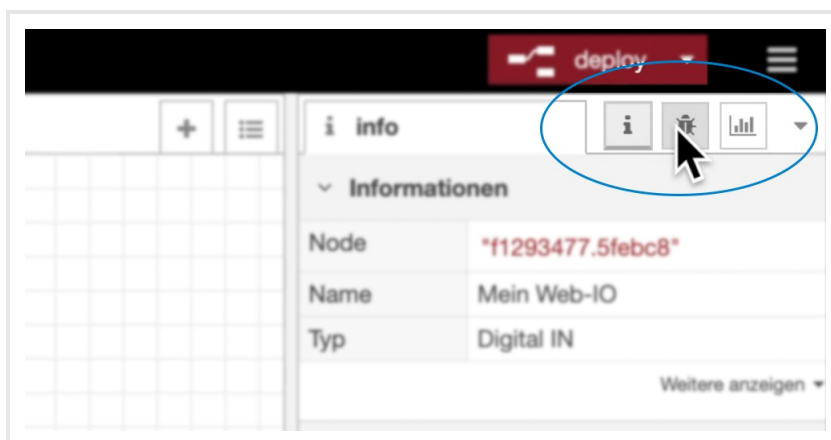 deploy
i info
i
Informationen
Node "f1293477.5febc8"
Name Mein Web-IO
Typ Digital IN
Weitere anzeigen